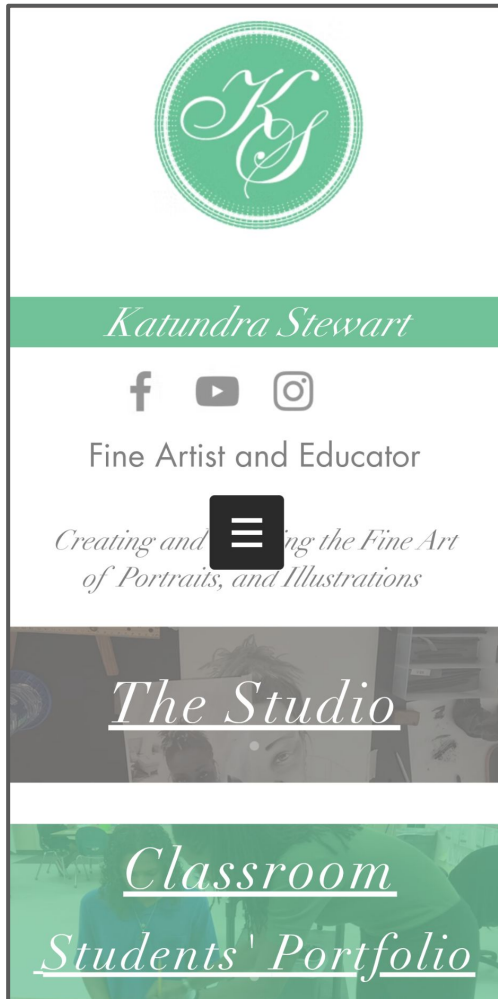 KS
Katundra Stewart
Fine Artist and Educator
Creating and ng the Fine Art
of Portraits, and Illustrations
The Studio
Classroom
Students' Portfolio